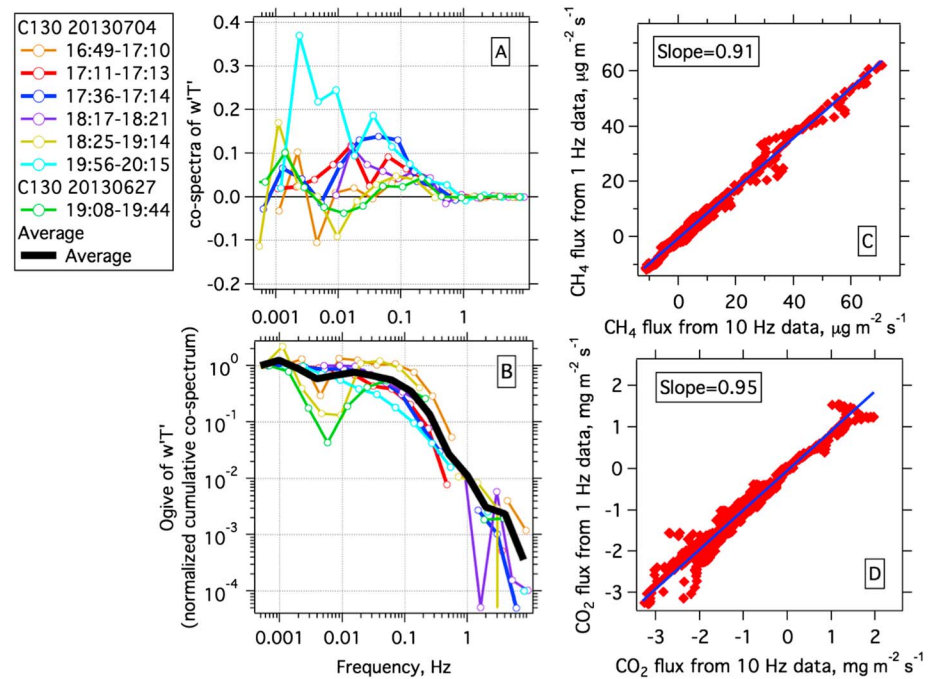 C130 20130704
16:49-17:10
17:11-17:13
17:36-17:14
18:17-18:21
18:25-19:14
19:56-20:15
C130 20130627
19:08-19:44
Average
Average
co-spectra of w'T'
0.4
0.3
0.2
0.1
0.0
-0.1
-0.2
A
0.001
0.01
0.1
1
Ogive of w'T'
(normalized cumulative co-spectrum)
10^0
10^-1
10^-2
10^-3
10^-4
B
0.001
0.01
0.1
1
Frequency, Hz
CH4 flux from 1 Hz data, µg m^-2 s^-1
Slope=0.91
60
40
20
0
C
0
20
40
60
CH4 flux from 10 Hz data, µg m^-2 s^-1
CO2 flux from 1 Hz data, mg m^-2 s^-1
Slope=0.95
2
1
0
-1
-2
-3
D
-3
-2
-1
0
1
2
CO2 flux from 10 Hz data, mg m^-2 s^-1